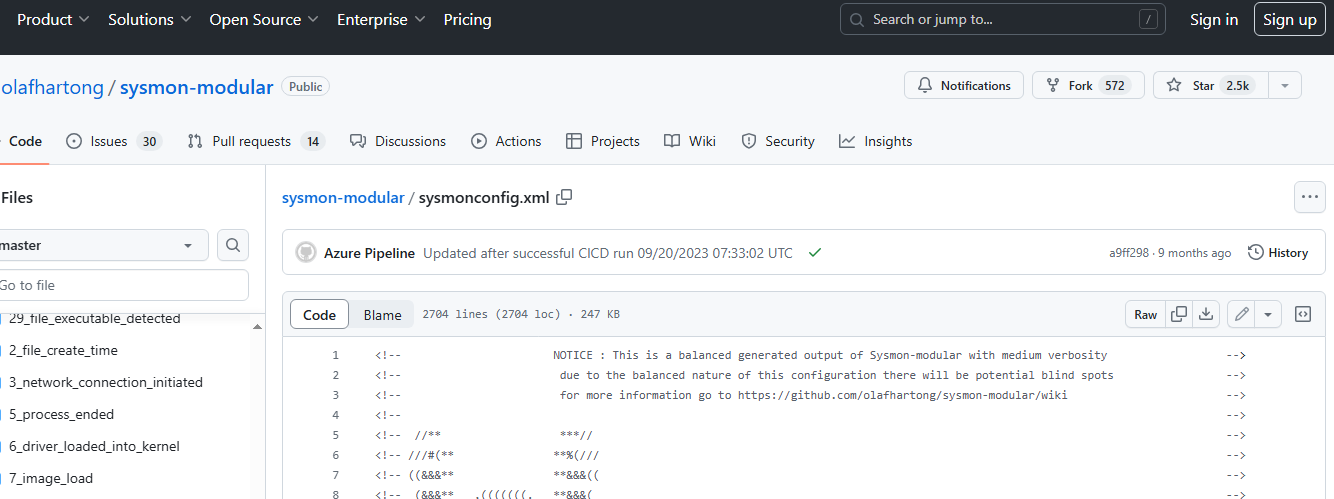 Product Solutions Open Source Enterprise Pricing Search or jump to... / Sign in Sign up
olafhartong / sysmon-modular Public Notifications Fork 572 Star 2.5k
Code Issues 30 Pull requests 14 Discussions Actions Projects Wiki Security Insights
Files
master
Go to file
29_file_executable_detected
2_file_create_time
3_network_connection_initiated
5_process_ended
6_driver_loaded_into_kernel
7_image_load
sysmon-modular / sysmonconfig.xml
Azure Pipeline Updated after successful CICD run 09/20/2023 07:33:02 UTC a9ff298 · 9 months ago History
Code Blame 2704 lines (2704 loc) · 247 KB Raw
1 <!-- NOTICE : This is a balanced generated output of Sysmon-modular with medium verbosity -->
2 <!-- due to the balanced nature of this configuration there will be potential blind spots -->
3 <!-- for more information go to https://github.com/olafhartong/sysmon-modular/wiki -->
4 <!-- -->
5 <!-- //** ***// -->
6 <!-- ///#(** **%(/// -->
7 <!-- ((&&&** **&&&(( -->
8 <!-- (&&&** ,(((((((. **&&&( -->